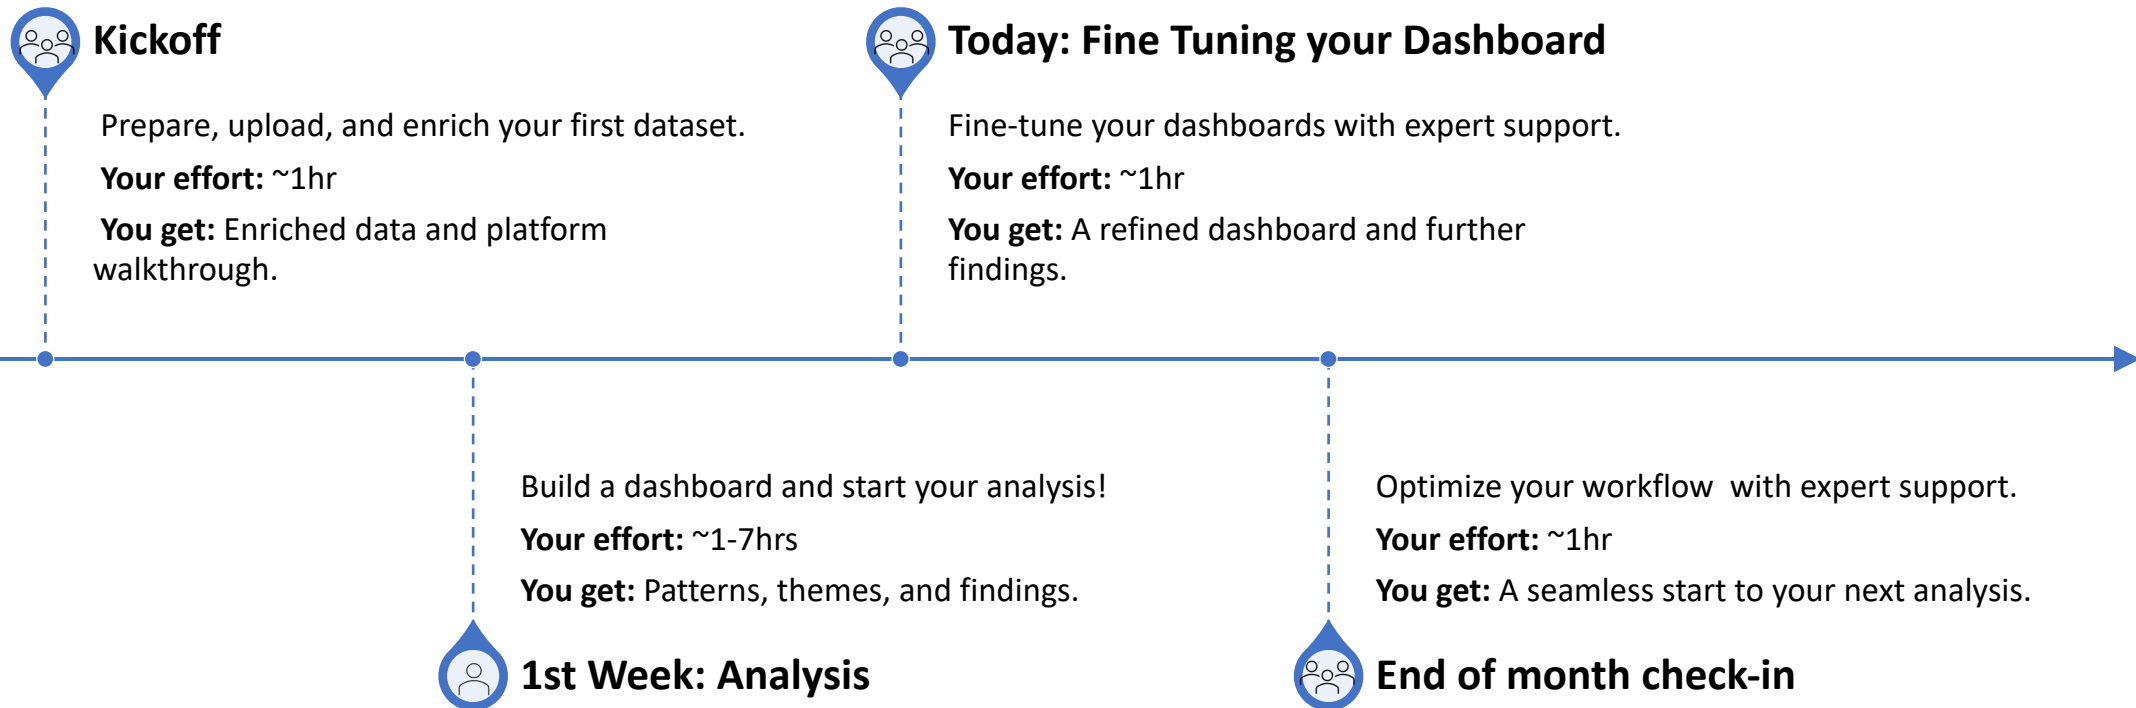 Kickoff
Prepare, upload, and enrich your first dataset.
Your effort: ~1hr
You get: Enriched data and platform
walkthrough.
Build a dashboard and start your analysis!
Your effort: ~1-7hrs
You get: Patterns, themes, and findings.
1st Week: Analysis
Today: Fine Tuning your Dashboard
Fine-tune your dashboards with expert support.
Your effort: ~1hr
You get: A refined dashboard and further
findings.
Optimize your workflow  with expert support.
Your effort: ~1hr
You get: A seamless start to your next analysis.
End of month check-in